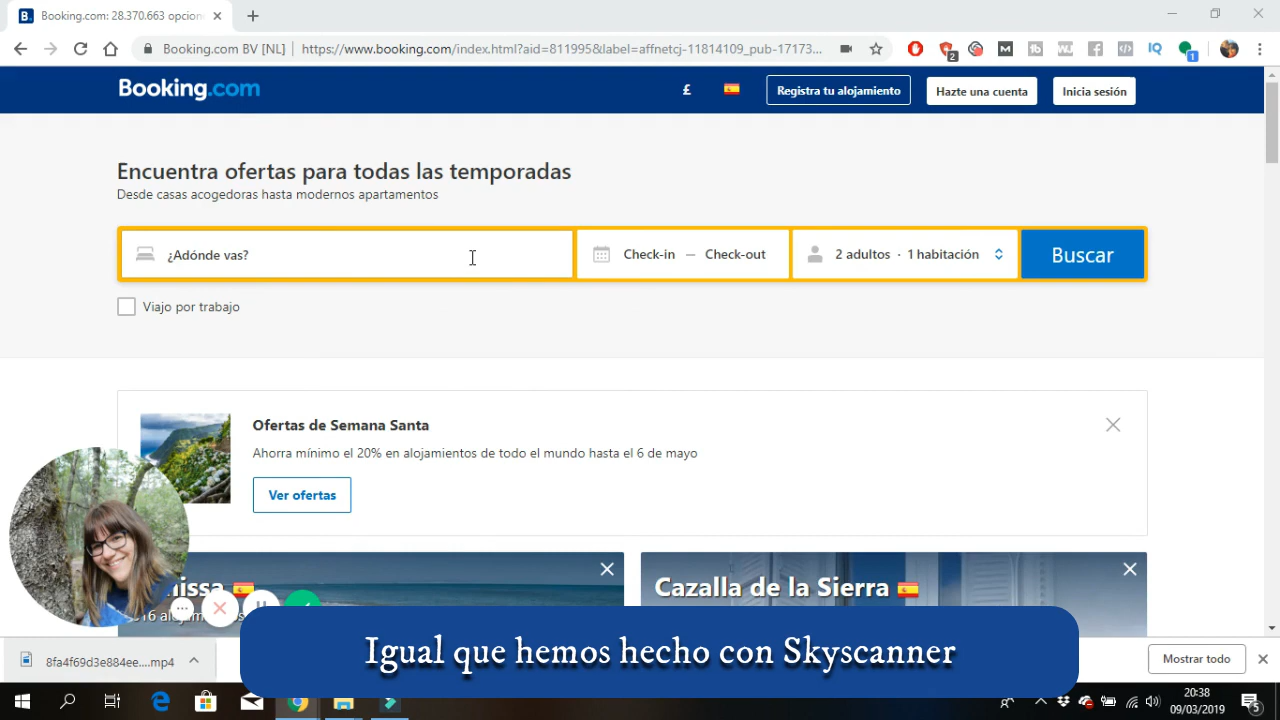 Booking.com: 28.370.663 opcion
Booking.com BV [NL]
https://www.booking.com/index.html?aid=811995&label=affnetcj-11814109_pub-17173...
2
1
Booking.com
£
Registra tu alojamiento
Hazte una cuenta
Inicia sesión
Encuentra ofertas para todas las temporadas
Desde casas acogedoras hasta modernos apartamentos
¿Adónde vas?
Check-in — Check-out
2 adultos · 1 habitación
Buscar
Viajo por trabajo
Ofertas de Semana Santa
Ahora mínimo el 20% en alojamientos de todo el mundo hasta el 6 de mayo
Ver ofertas
Cazalla de la Sierra
Igual que hemos hecho con Skyscanner
8fa4f69d3e884ee....mp4
Mostrar todo
20:38
09/03/2019
5